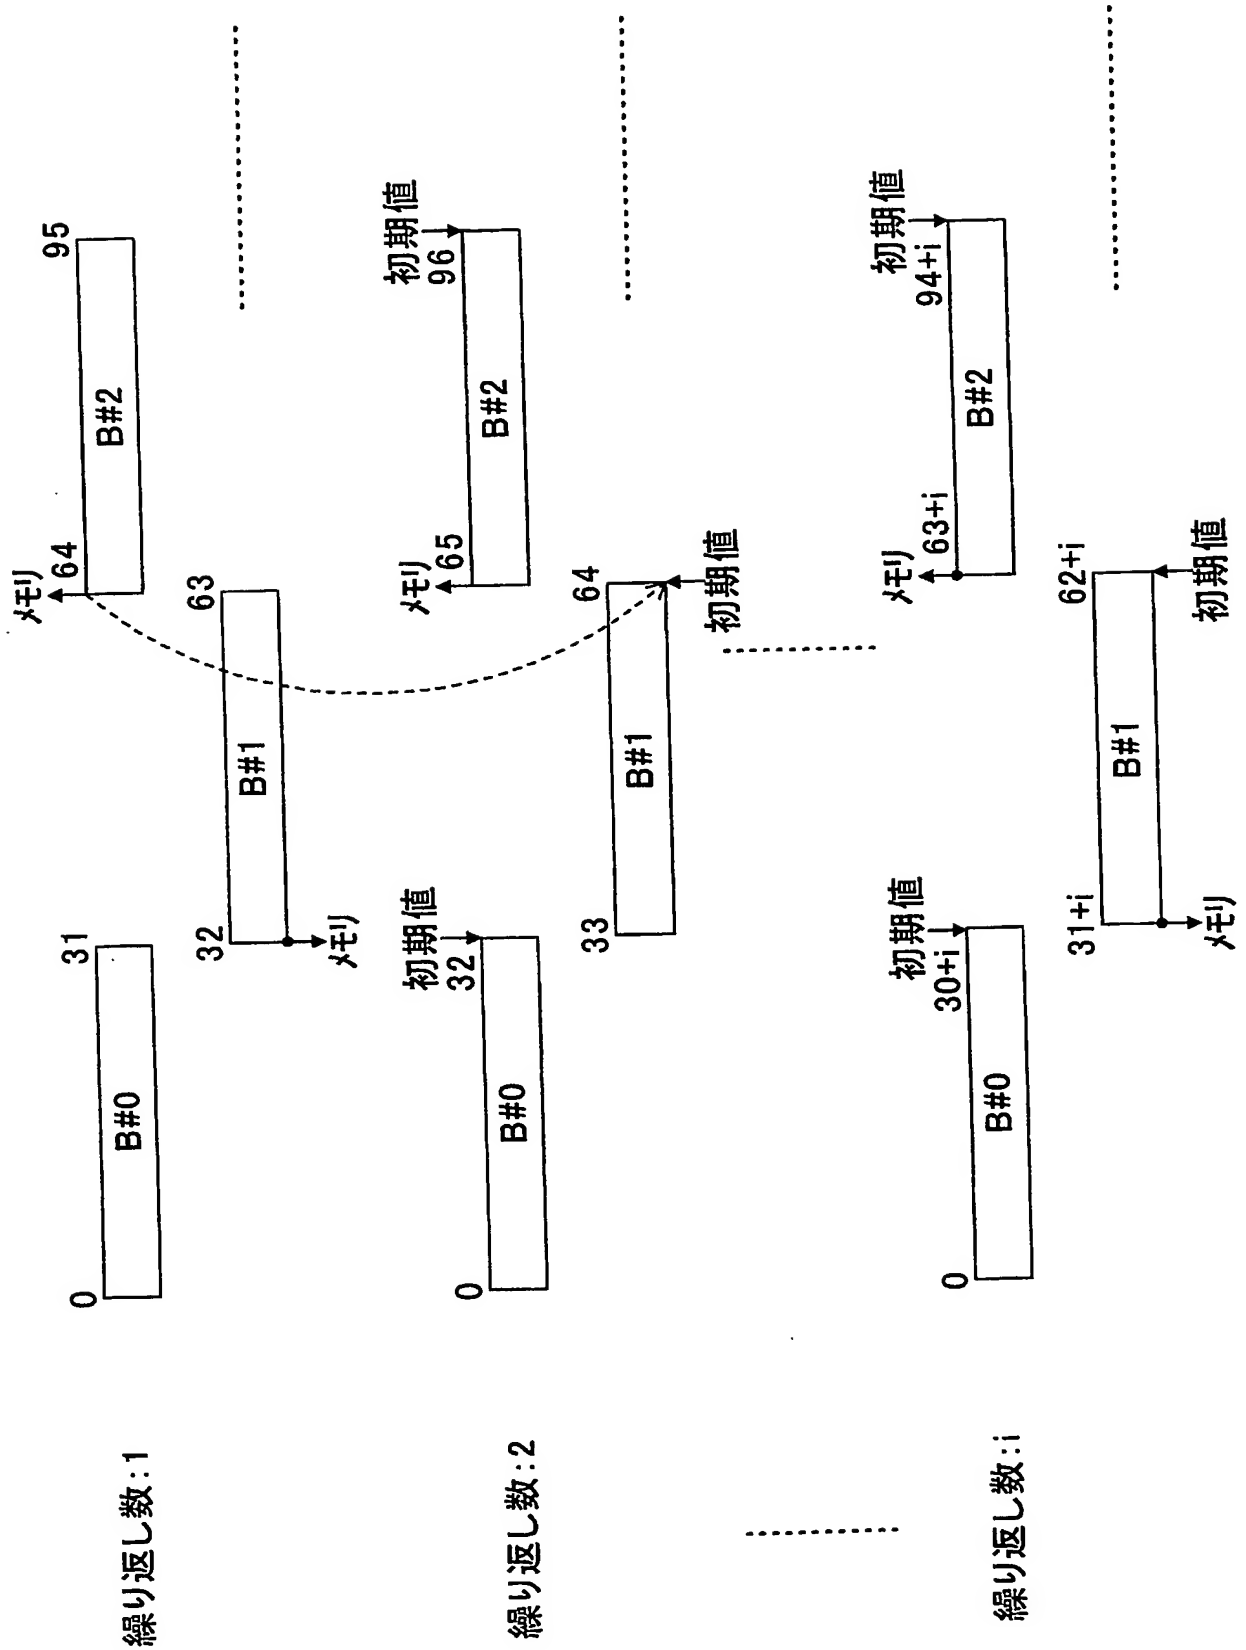 繰り返し数:1
0
31
B#0
32
63
B#1
メモリ
メモリ
64
95
B#2
繰り返し数:2
0
初期値
32
B#0
33
64
B#1
初期値
メモリ
65
初期値
96
B#2
繰り返し数:i
0
初期値
30+i
B#0
31+i
62+i
B#1
メモリ
初期値
メモリ
63+i
初期値
94+i
B#2